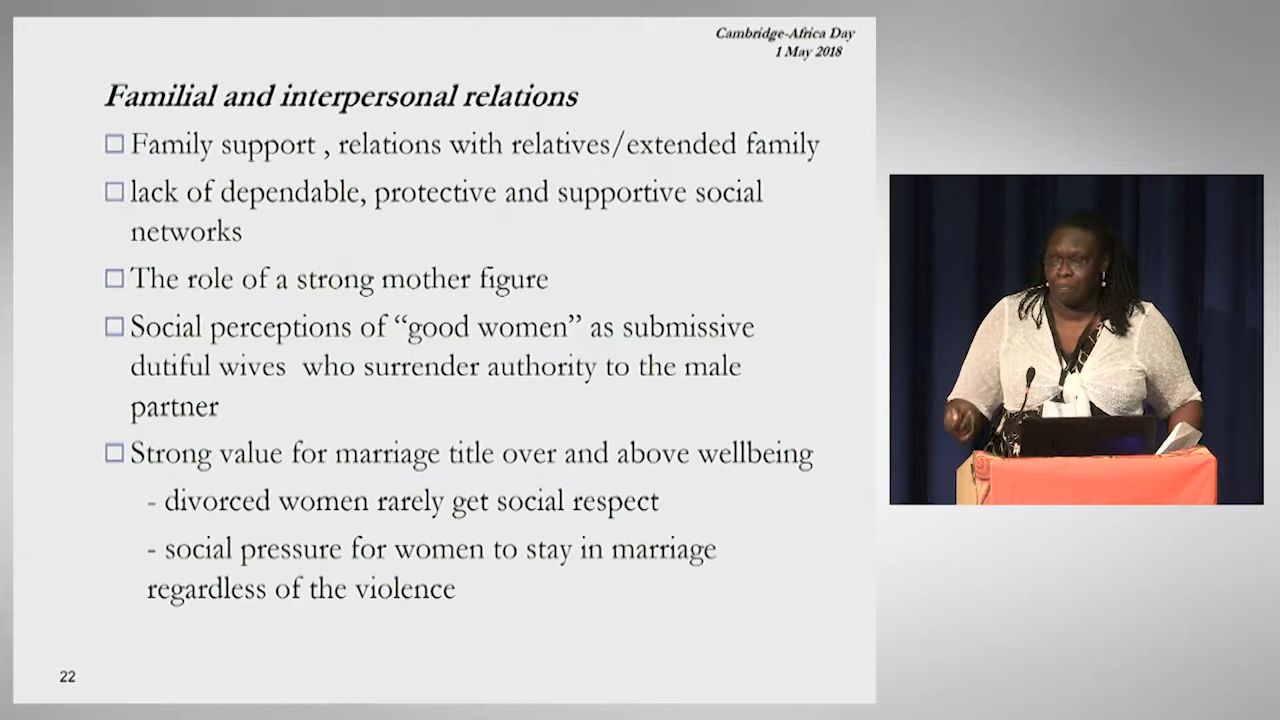 Cambridge-Africa Day
1 May 2018
Familial and interpersonal relations
Family support , relations with relatives/extended family
lack of dependable, protective and supportive social
networks
The role of a strong mother figure
Social perceptions of “good women” as submissive
dutiful wives who surrender authority to the male
partner
Strong value for marriage title over and above wellbeing
- divorced women rarely get social respect
- social pressure for women to stay in marriage
regardless of the violence
22